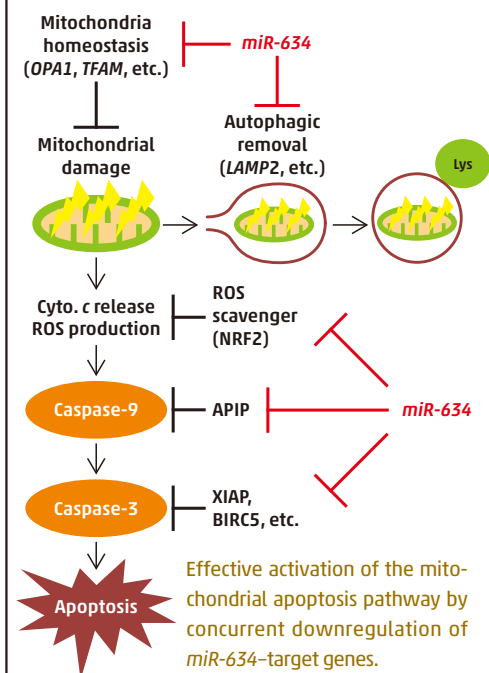 Mitochondria
homeostasis
(OPA1, TFAM, etc.)
miR-634
Mitochondrial
damage
Autophagic
removal
(LAMP2, etc.)
Lys
Cyto. c release
ROS production
ROS
scavenger
(NRF2)
Caspase-9
APIP
miR-634
Caspase-3
XIAP,
BIRC5, etc.
Apoptosis
Effective activation of the mito-
chondrial apoptosis pathway by
concurrent downregulation of
miR-634–target genes.